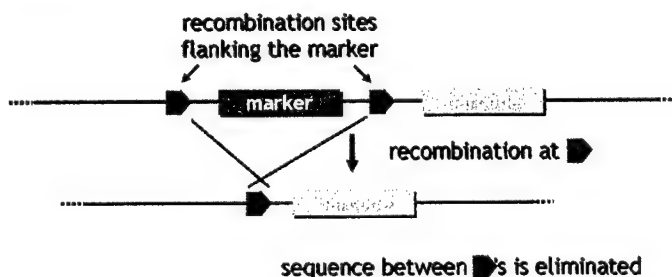 recombination sites
flanking the marker
marker
recombination at
sequence between 's is eliminated